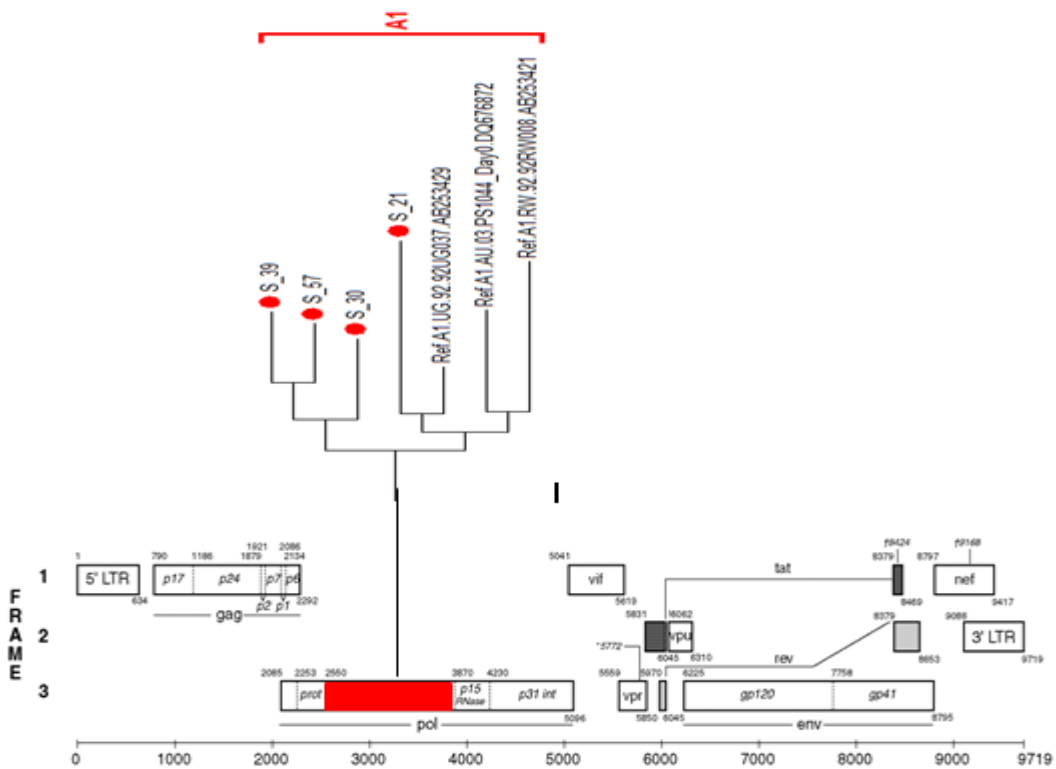 A1
S_39
S_57
S_30
S_21
Ref.A1.UG.92.92UG037.AB253429
Ref.A1.AU.03.PS1044_Day0.DQ676872
Ref.A1.RW.92.92RW008.AB253421
I
FRAME
1
1 790 1186 1921 2086
1879 2134
5' LTR p17 p24 p7 p6
634 p2 p1 2292
gag
5041
vif
5619
tat
†8424 †9168
8379 8797
nef
8469 9417
2
5831 †6062
vpu
6045 6310
*5772
rev
8379 9086
3' LTR
8653 9719
3
2085 2253 2550 3870 4230
prot p15 RNase p31 int
5096
pol
5559 5970 6225 7758
vpr gp120 gp41
5850 6045 8795
env
0 1000 2000 3000 4000 5000 6000 7000 8000 9000 9719